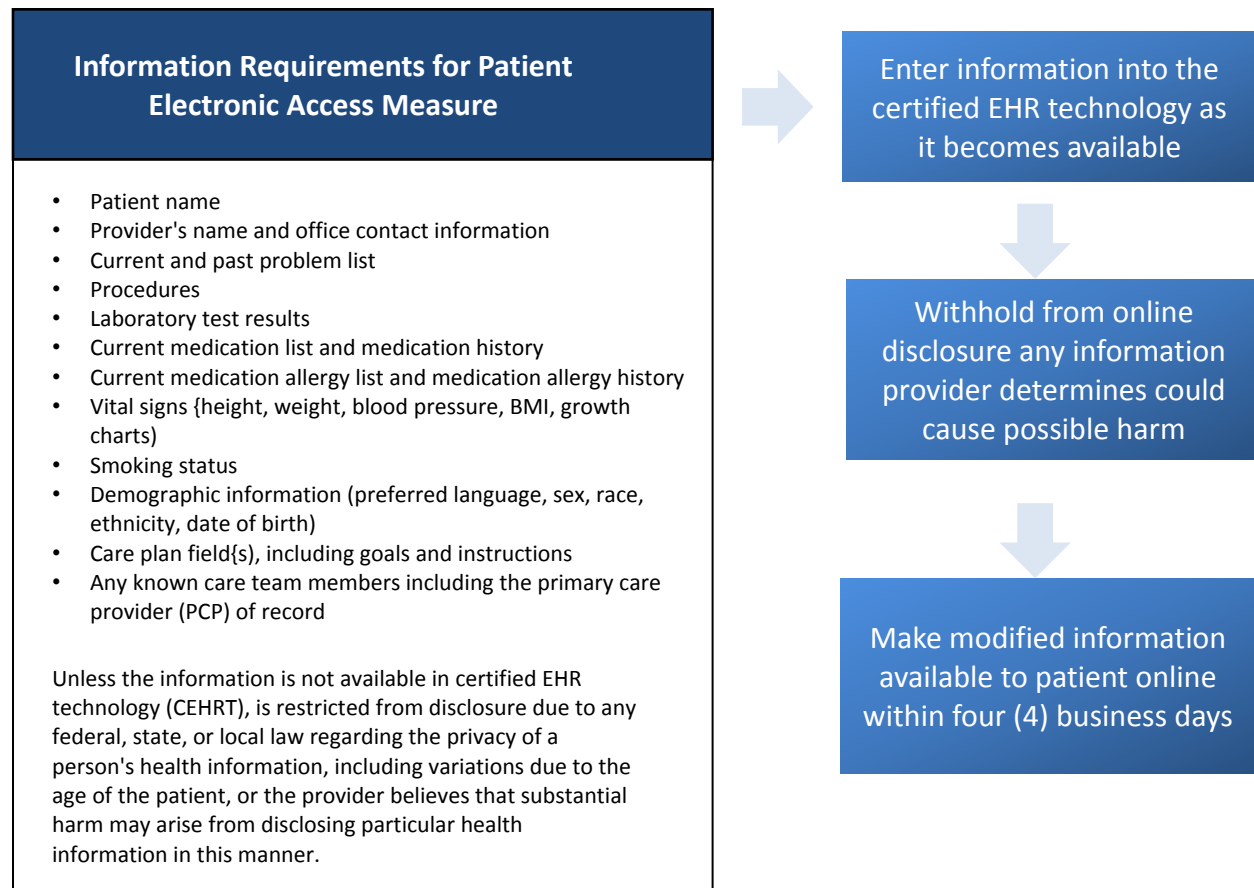 Information Requirements for Patient
Electronic Access Measure
• Patient name
• Provider's name and office contact information
• Current and past problem list
• Procedures
• Laboratory test results
• Current medication list and medication history
• Current medication allergy list and medication allergy history
• Vital signs {height, weight, blood pressure, BMI, growth
charts)
• Smoking status
• Demographic information (preferred language, sex, race,
ethnicity, date of birth)
• Care plan field{s), including goals and instructions
• Any known care team members including the primary care
provider (PCP) of record
Unless the information is not available in certified EHR
technology (CEHRT), is restricted from disclosure due to any
federal, state, or local law regarding the privacy of a
person's health information, including variations due to the
age of the patient, or the provider believes that substantial
harm may arise from disclosing particular health
information in this manner.
Enter information into the
certified EHR technology as
it becomes available
Withhold from online
disclosure any information
provider determines could
cause possible harm
Make modified information
available to patient online
within four (4) business days